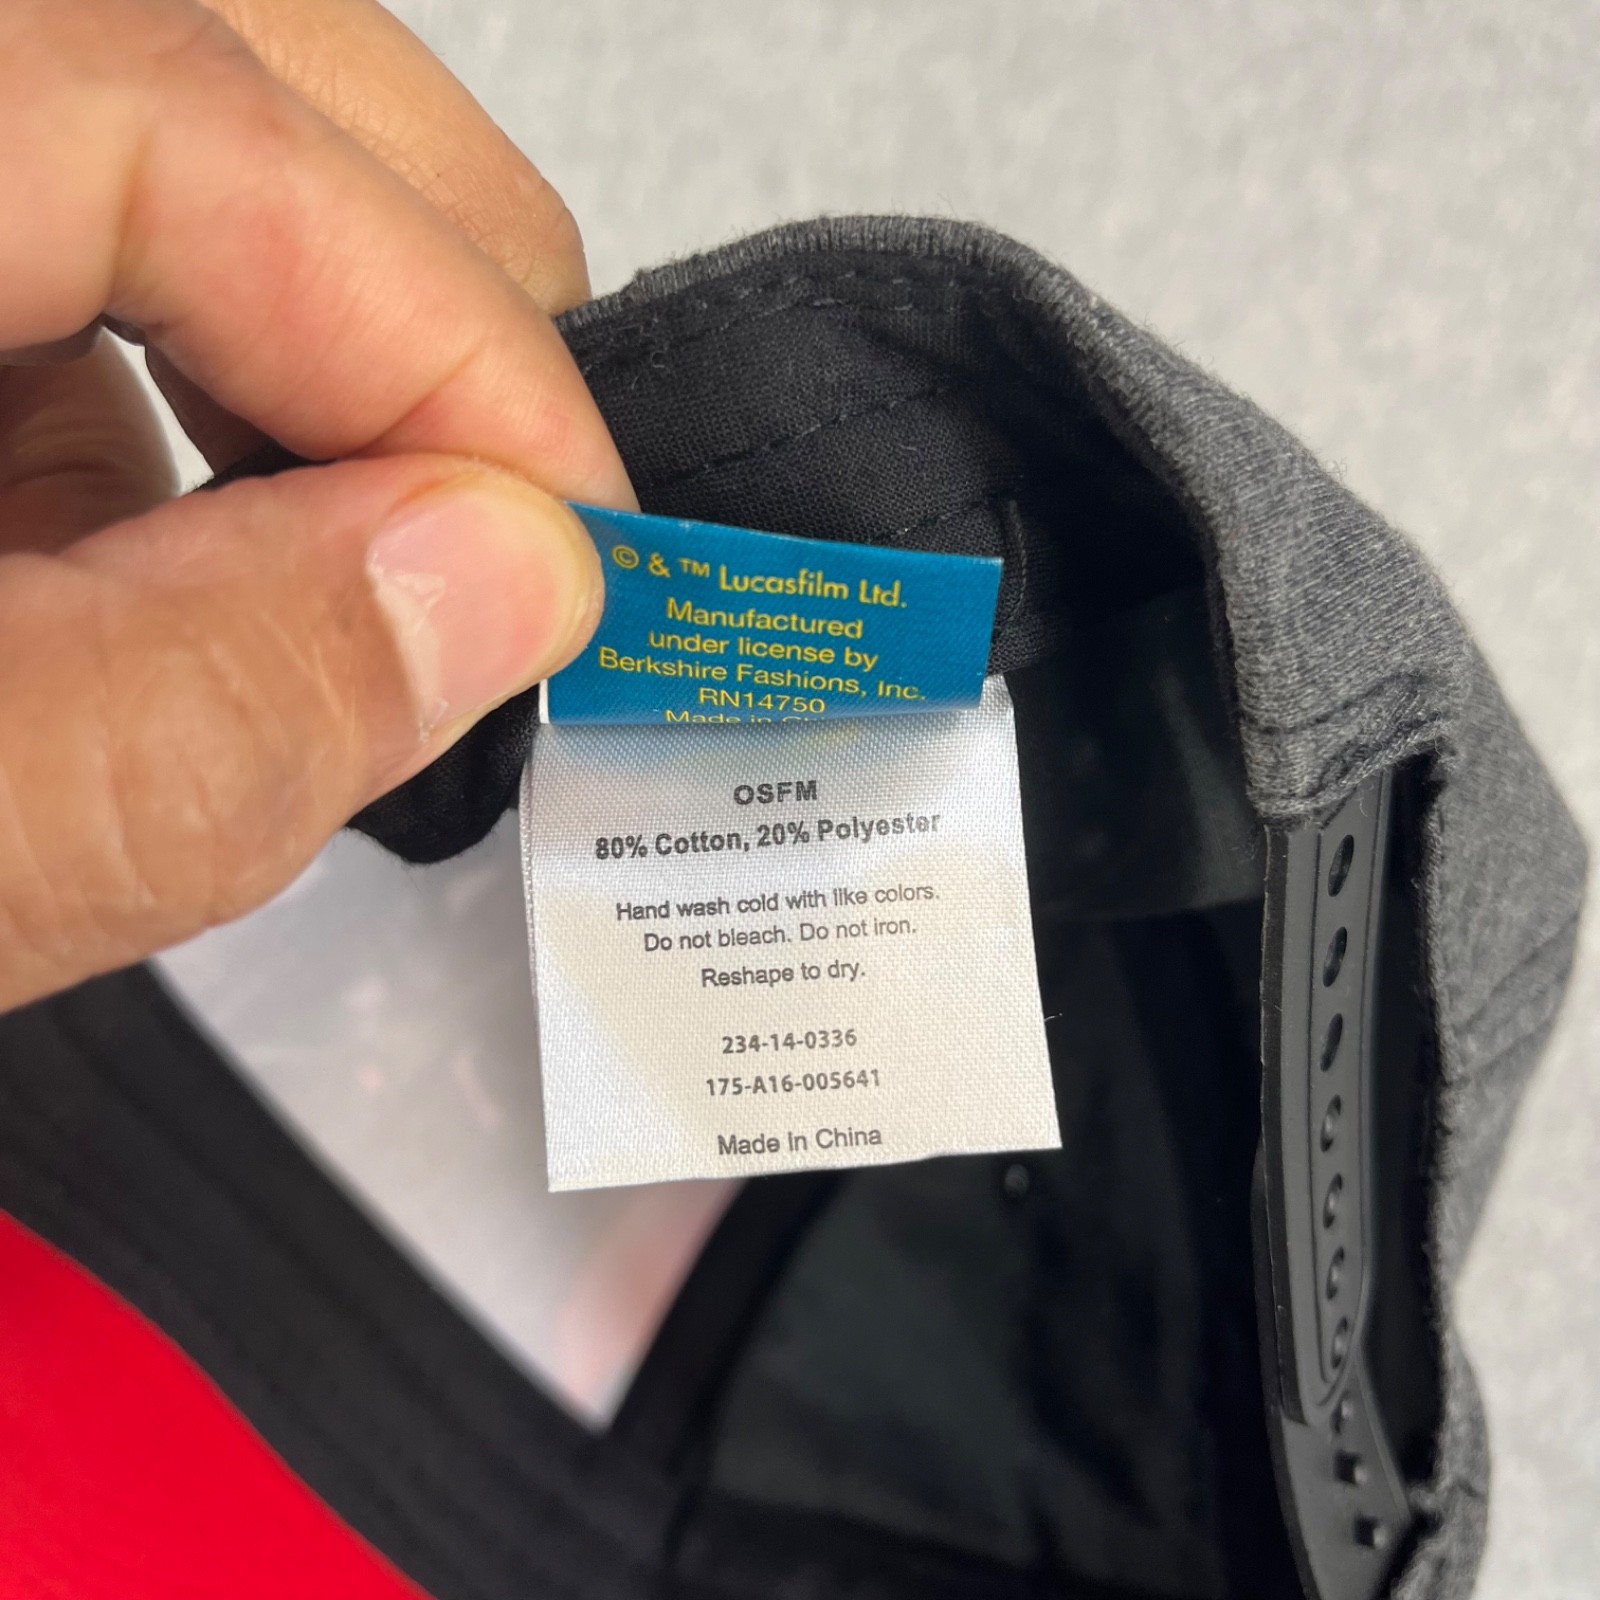 © & ™ Lucasfilm Ltd.
Manufactured
under license by
Berkshire Fashions, Inc.
RN14750
Made in
OSFM
80% Cotton, 20% Polyester
Hand wash cold with like colors.
Do not bleach. Do not iron.
Reshape to dry.
234-14-0336
175-A16-005641
Made in China